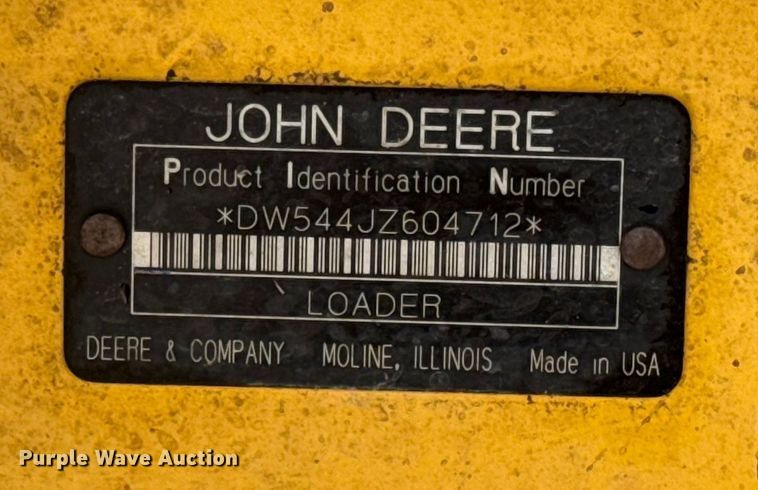 JOHN DEERE
Product Identification Number
*DW544JZ604712*
LOADER
DEERE & COMPANY MOLINE, ILLINOIS Made in USA
Purple Wave Auction